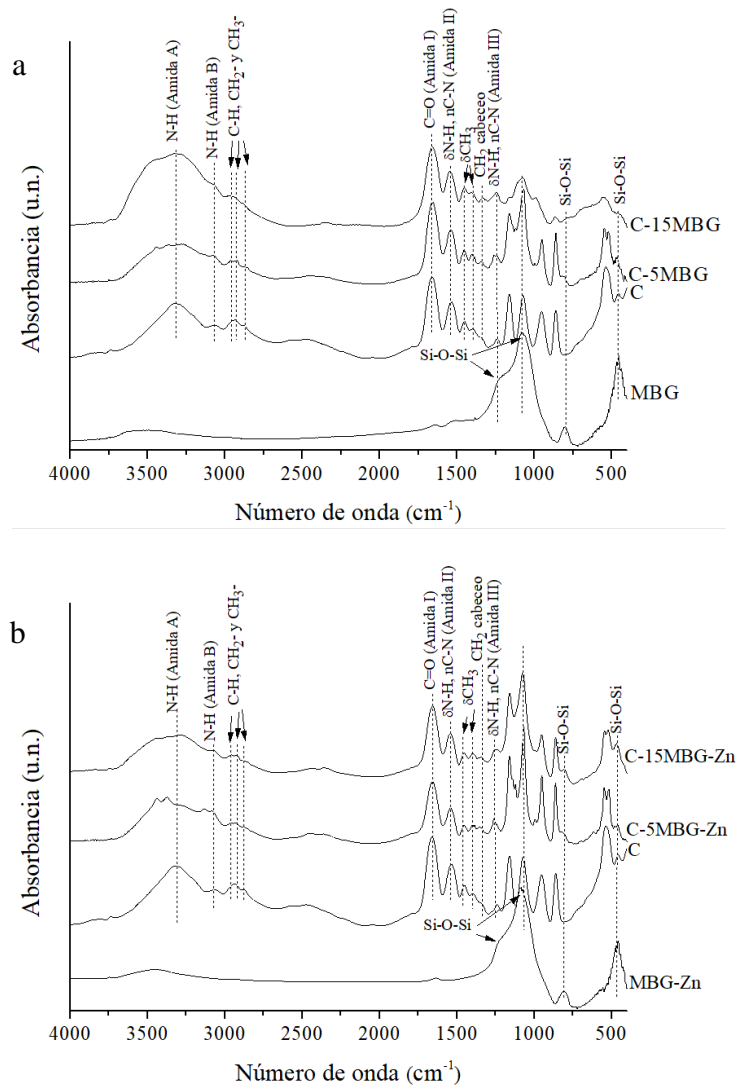 a
N-H (Amida A)
N-H (Amida B)
C-H, CH2- y CH3-
C=O (Amida I)
δN-H, nC-N (Amida II)
δCH3
CH2 cabeceo
δN-H, nC-N (Amida III)
Si-O-Si
Si-O-Si
C-15MBG
C-5MBG
C
Si-O-Si
MBG
Absorbancia (u.n.)
4000 3500 3000 2500 2000 1500 1000 500
Número de onda (cm-1)
b
N-H (Amida A)
N-H (Amida B)
C-H, CH2- y CH3-
C=O (Amida I)
δN-H, nC-N (Amida II)
δCH3
CH2 cabeceo
δN-H, nC-N (Amida III)
Si-O-Si
Si-O-Si
C-15MBG-Zn
C-5MBG-Zn
C
Si-O-Si
MBG-Zn
Absorbancia (u.n.)
4000 3500 3000 2500 2000 1500 1000 500
Número de onda (cm-1)